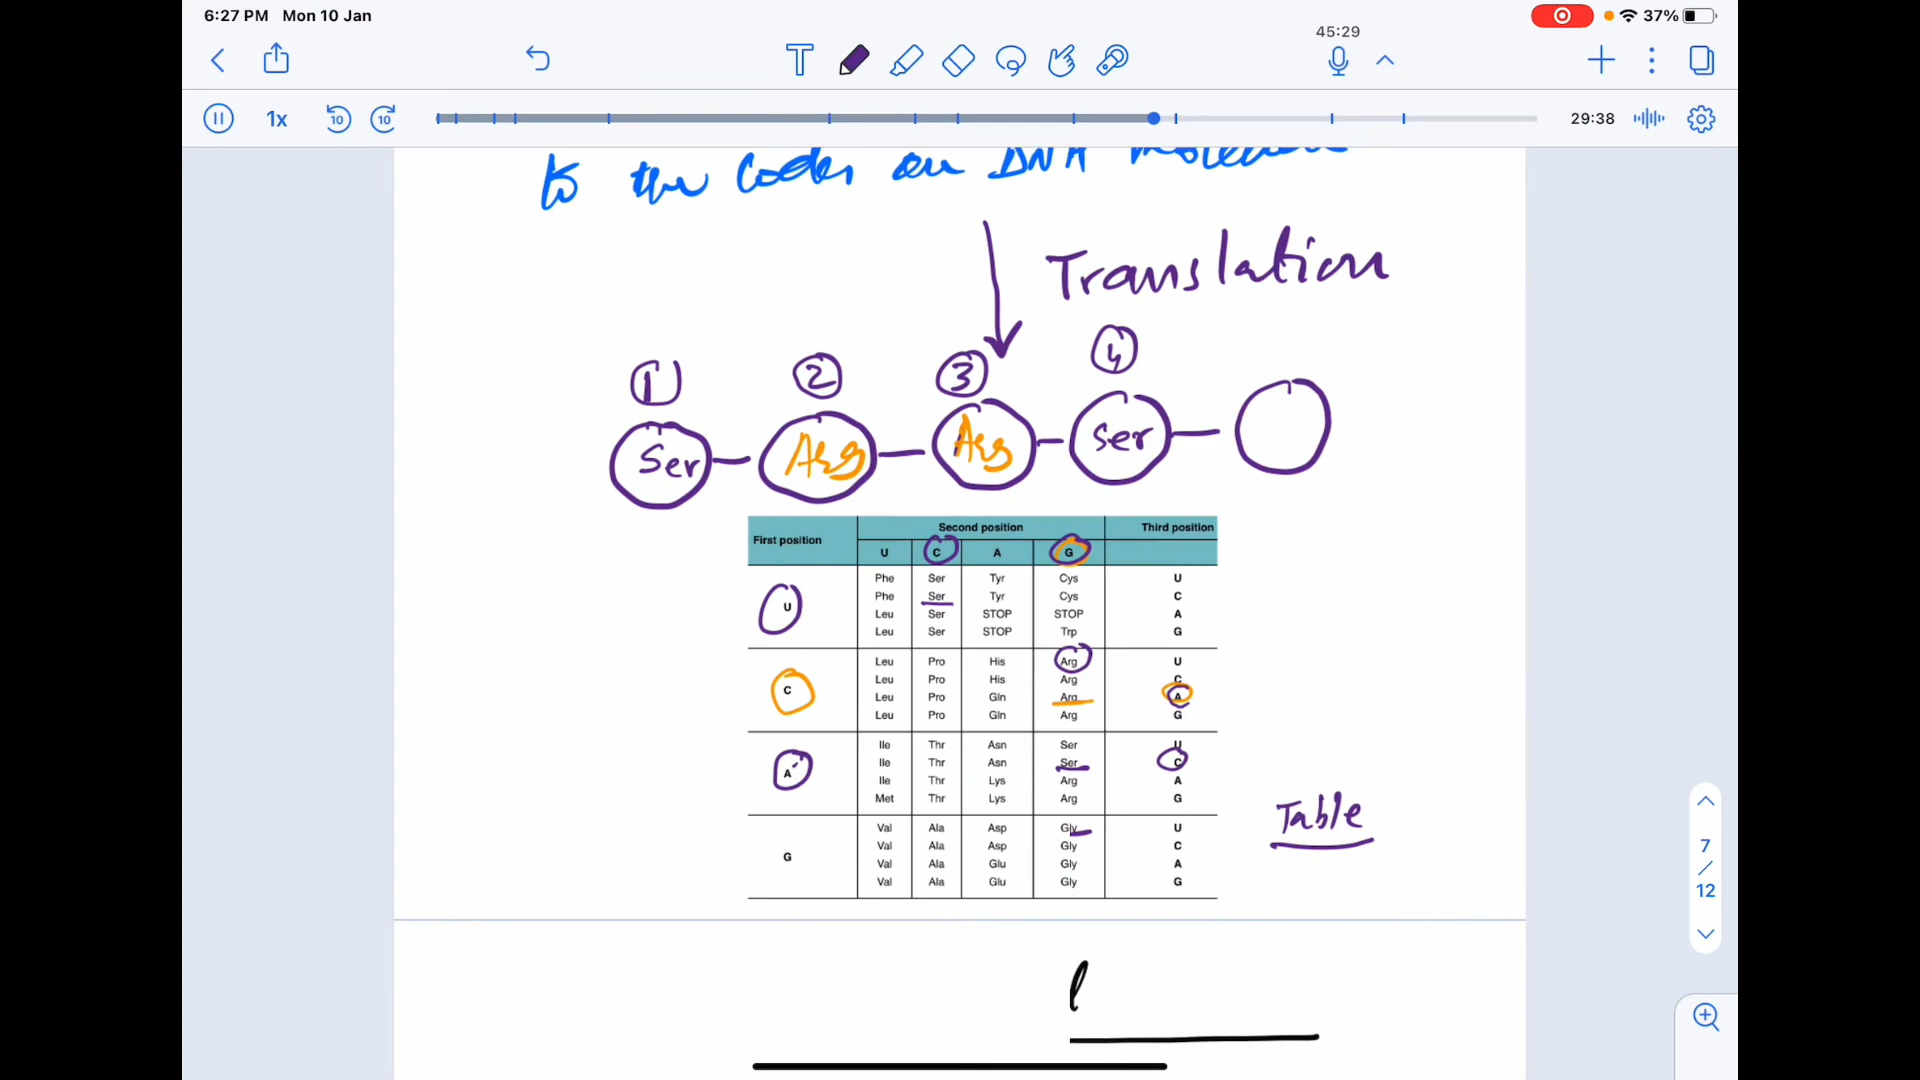 6:27 PM Mon 10 Jan
37%
45:29
T
1x 10 10 29:38
to the codes on DNA
Translation
1 2 3 4
Ser Arg Arg Ser
First position Second position Third position
U C A G
Phe Ser Tyr Cys U
U Phe Ser Tyr Cys C
Leu Ser STOP STOP A
Leu Ser STOP Trp G
Leu Pro His Arg U
C Leu Pro His Arg C
Leu Pro Gln Arg A
Leu Pro Gln Arg G
Ile Thr Asn Ser U
A Ile Thr Asn Ser C
Ile Thr Lys Arg A
Met Thr Lys Arg G
Table
Val Ala Asp Gly U
G Val Ala Asp Gly C
Val Ala Glu Gly A
Val Ala Glu Gly G
7
/
12